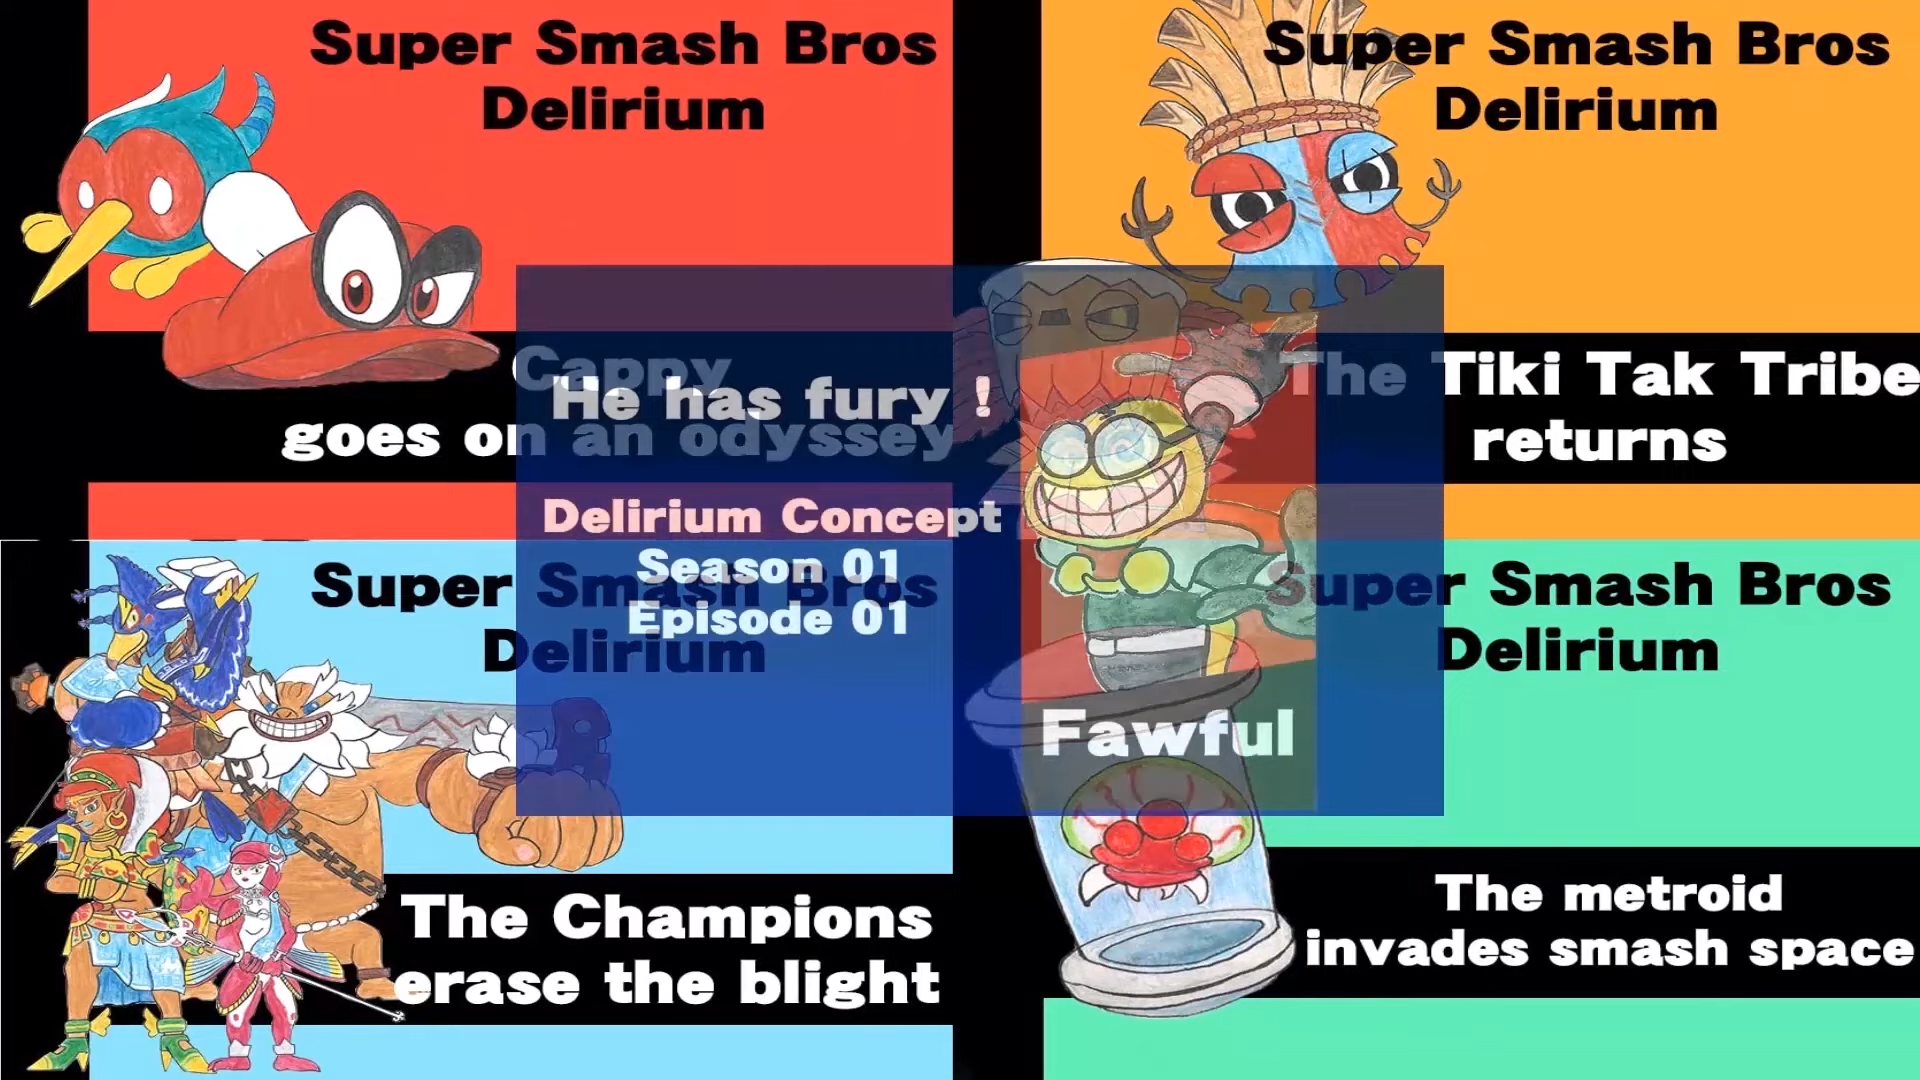 Super Smash Bros
Delirium
Cappy
goes on an odyssey
Super Smash Bros
Delirium
The Tiki Tak Tribe
returns
He has fury !
Delirium Concept
Season 01
Episode 01
Fawful
Super Smash Bros
Delirium
The Champions
erase the blight
Super Smash Bros
Delirium
The metroid
invades smash space